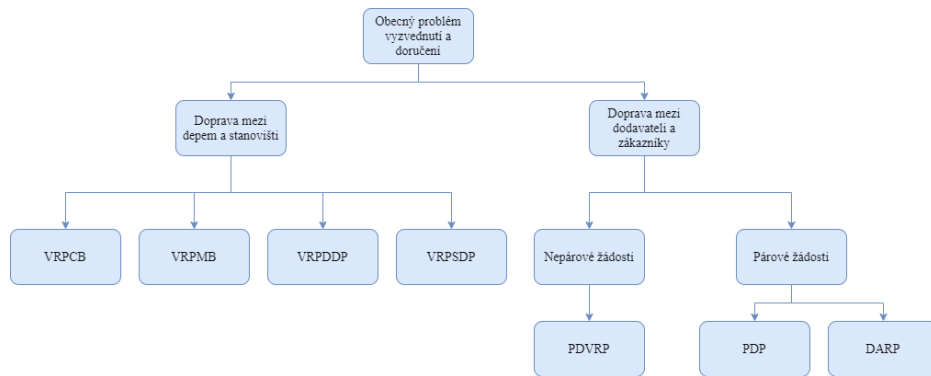 Obecný problém
vyzvednutí a
doručení
Doprava mezi
depem a stanovišti
Doprava mezi
dodavateli a
zákazníky
VRPCB
VRPMB
VRPDDP
VRPSDP
Nepárové žádosti
Párové žádosti
PDVRP
PDP
DARP